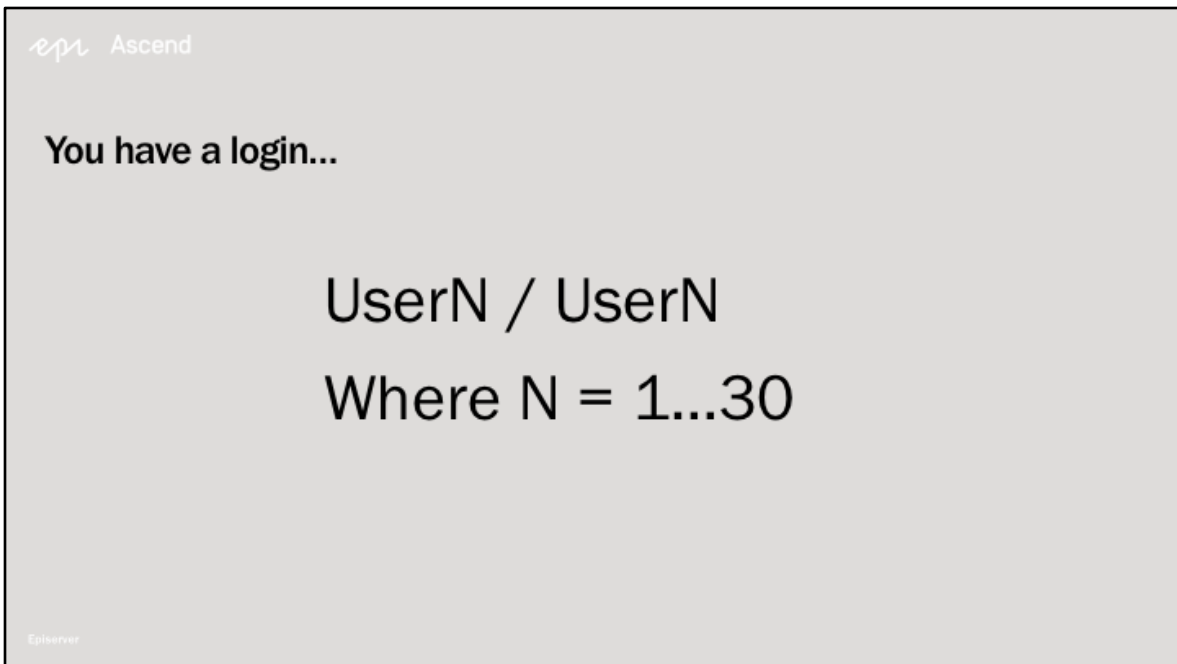 epi Ascend
You have a login...
UserN / UserN
Where N = 1...30
Episerver